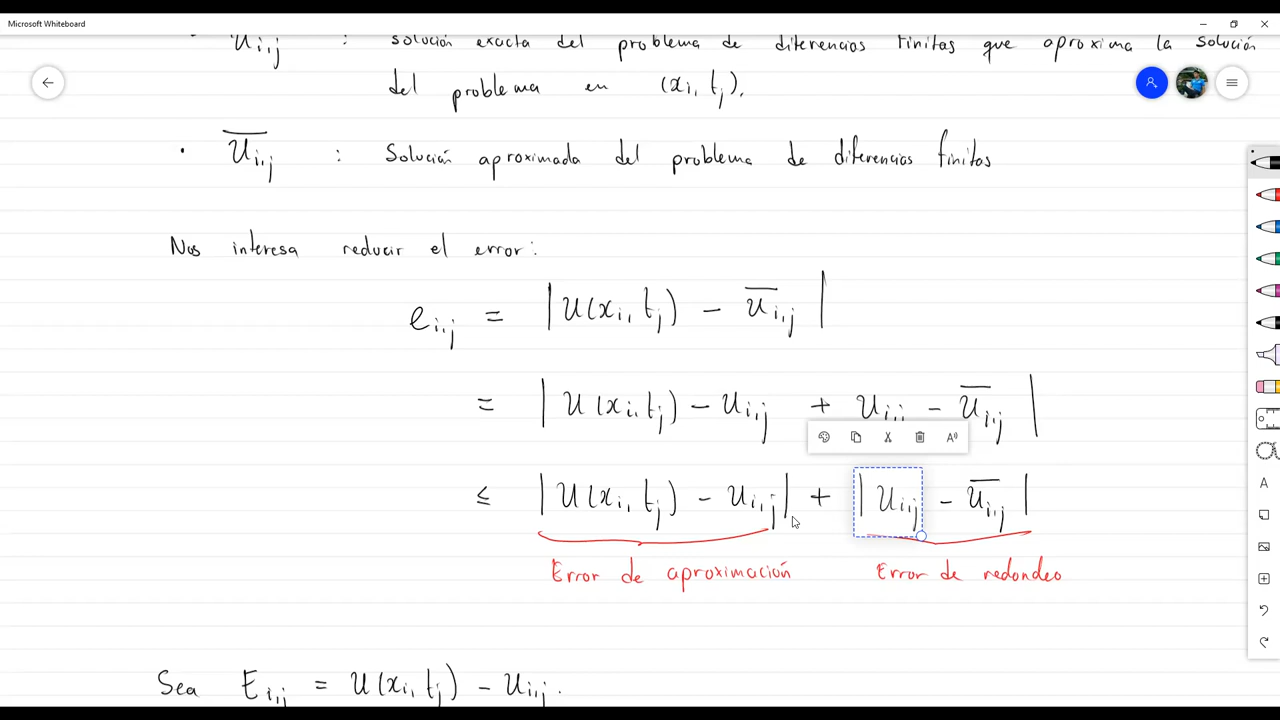 Microsoft Whiteboard
• u_{i,j} : solución exacta del problema de diferencias finitas que aproxima la solución
del problema en (x_i, t_j).
• \overline{u}_{i,j} : Solución aproximada del problema de diferencias finitas
Nos interesa reducir el error:
e_{i,j} = | u(x_i, t_j) - \overline{u}_{i,j} |
= | u(x_i, t_j) - u_{i,j} + u_{i,j} - \overline{u}_{i,j} |
≤ | u(x_i, t_j) - u_{i,j} | + | u_{i,j} - \overline{u}_{i,j} |
Error de aproximación Error de redondeo
Sea E_{i,j} = u(x_i, t_j) - u_{i,j}.